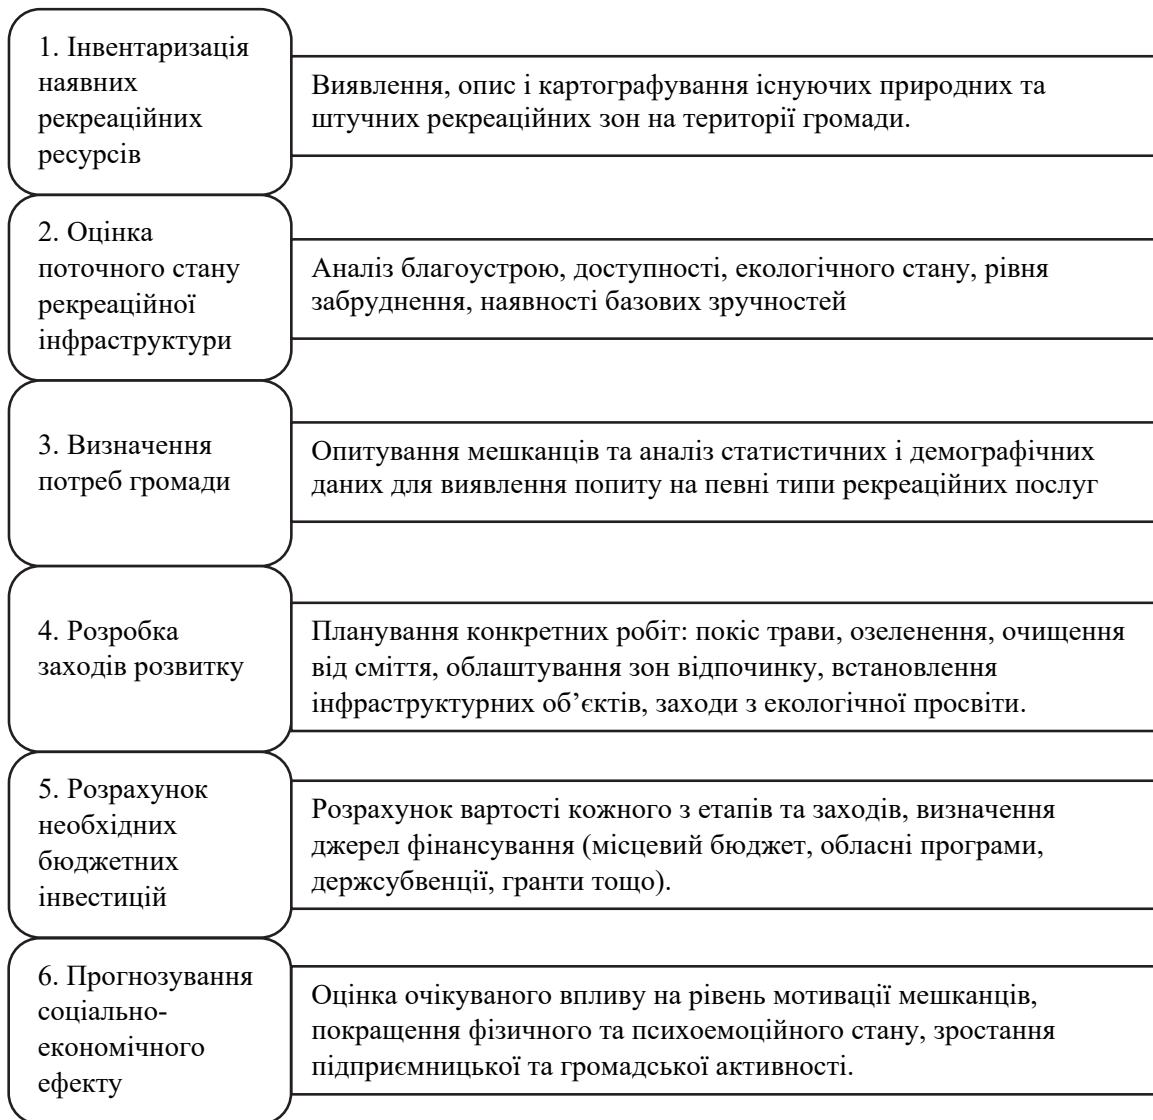 1. Інвентаризація
наявних
рекреаційних
ресурсів
Виявлення, опис і картографування існуючих природних та
штучних рекреаційних зон на території громади.
2. Оцінка
поточного стану
рекреаційної
інфраструктури
Аналіз благоустрою, доступності, екологічного стану, рівня
забруднення, наявності базових зручностей
3. Визначення
потреб громади
Опитування мешканців та аналіз статистичних і демографічних
даних для виявлення попиту на певні типи рекреаційних послуг
4. Розробка
заходів розвитку
Планування конкретних робіт: покіс трави, озеленення, очищення
від сміття, облаштування зон відпочинку, встановлення
інфраструктурних об’єктів, заходи з екологічної просвіти.
5. Розрахунок
необхідних
бюджетних
інвестицій
Розрахунок вартості кожного з етапів та заходів, визначення
джерел фінансування (місцевий бюджет, обласні програми,
держсубвенції, гранти тощо).
6. Прогнозування
соціально-
економічного
ефекту
Оцінка очікуваного впливу на рівень мотивації мешканців,
покращення фізичного та психоемоційного стану, зростання
підприємницької та громадської активності.